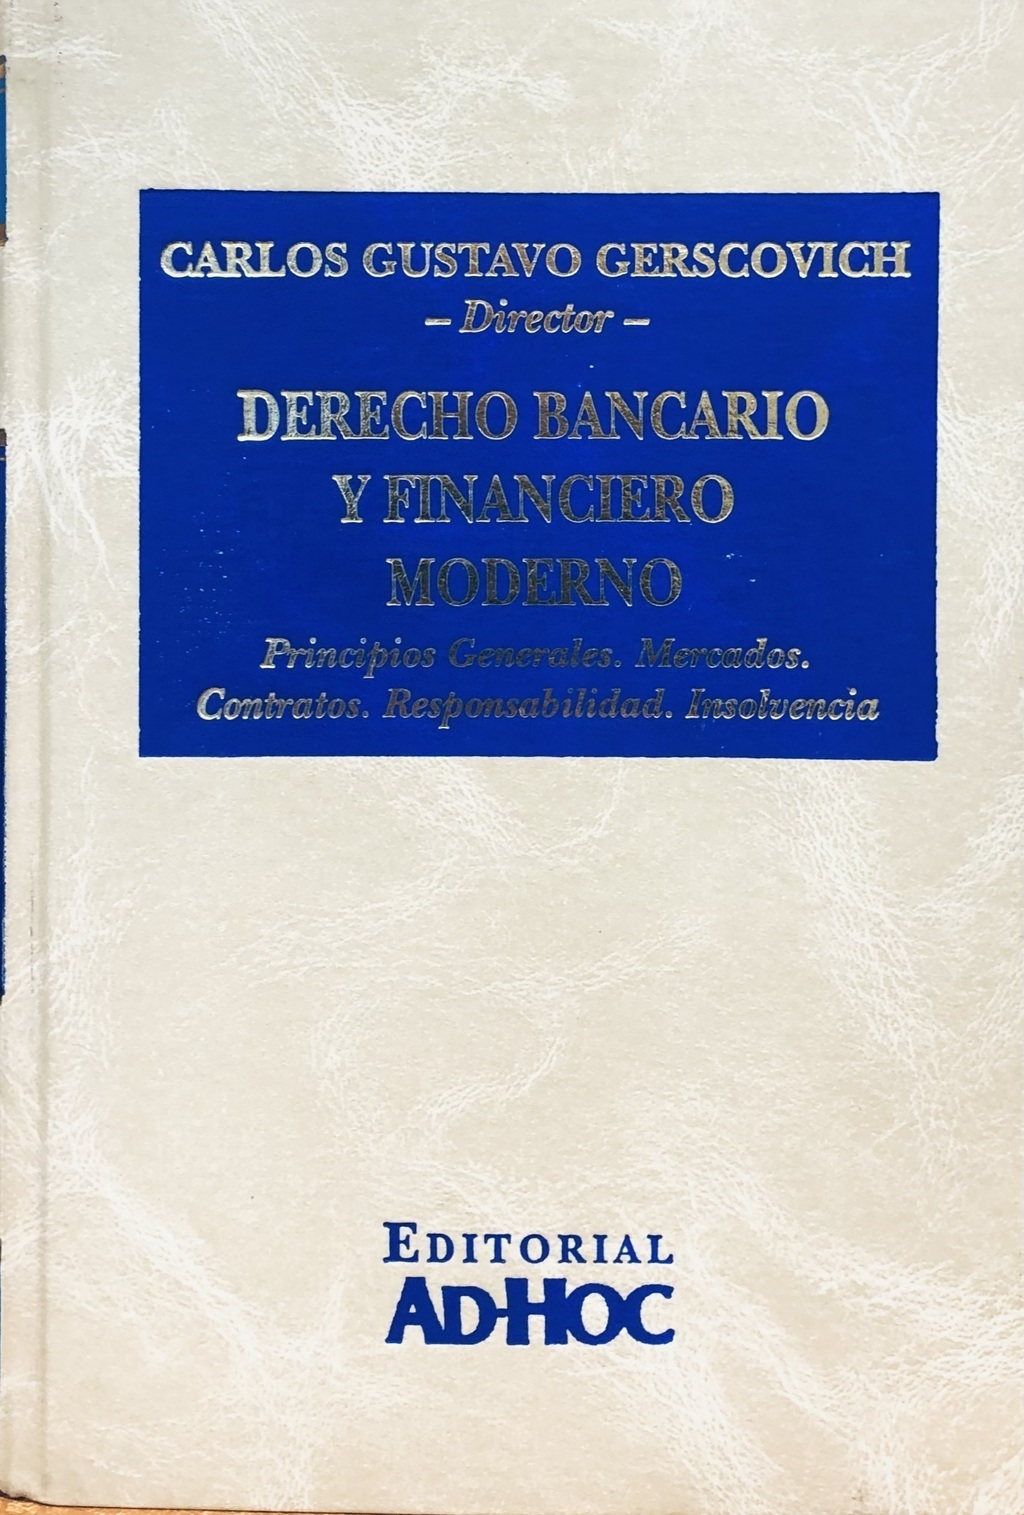 CARLOS GUSTAVO GERSCOVICH
– Director –
DERECHO BANCARIO
Y FINANCIERO
MODERNO
Principios Generales. Mercados.
Contratos. Responsabilidad. Insolvencia
EDITORIAL
AD-HOC